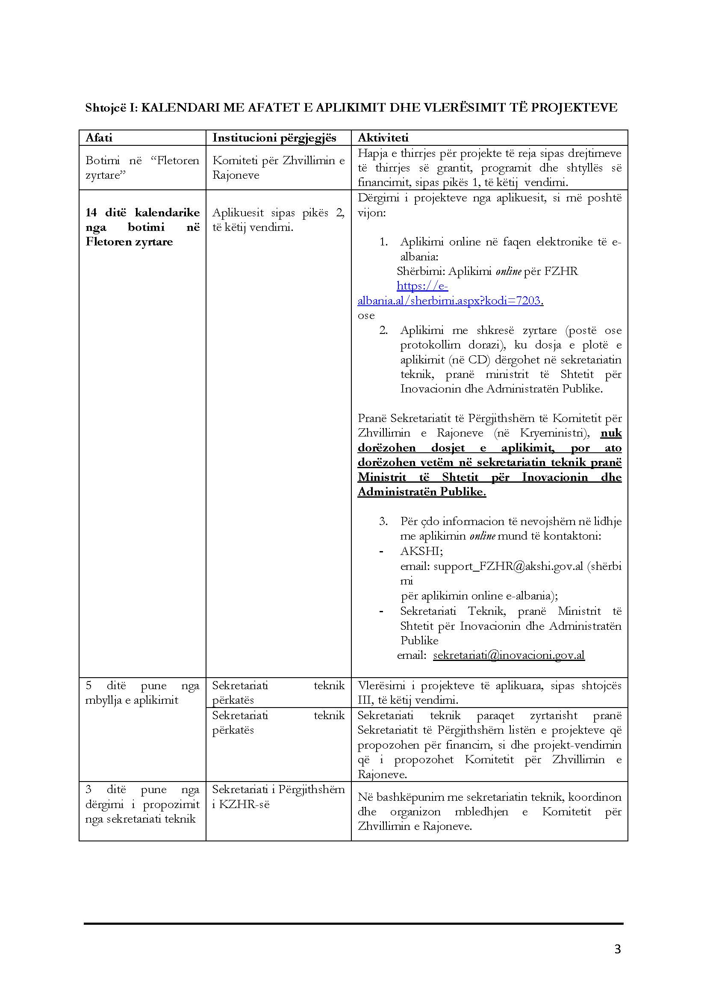 Shtojcë I: KALENDARI ME AFATET E APLIKIMIT DHE VLERËSIMIT TË PROJEKTEVE
Afati
Institucioni përgjegjës
Aktiviteti
Botimi në “Fletoren
zyrtare”
Komiteti për Zhvillimin e
Rajoneve
Hapja e thirrjes për projekte të reja sipas drejtimeve
të thirrjes së grantit, programit dhe shtyllës së
financimit, sipas pikës 1, të këtij vendimi.
14 ditë kalendarike
nga botimi në
Fletoren zyrtare
Aplikuesit sipas pikës 2,
të këtij vendimi.
Dërgimi i projekteve nga aplikuesit, si më poshtë
vijon:
1. Aplikimi online në faqen elektronike të e-
albania:
Shërbimi: Aplikimi online për FZHR
https://e-
albania.al/sherbimi.aspx?kodi=7203.
ose
2. Aplikimi me shkresë zyrtare (postë ose
protokollim dorazi), ku dosja e plotë e
aplikimit (në CD) dërgohet në sekretariatin
teknik, pranë ministrit të Shtetit për
Inovacionin dhe Administratën Publike.
Pranë Sekretariatit të Përgjithshëm të Komitetit për
Zhvillimin e Rajoneve (në Kryeministri), nuk
dorëzohen dosjet e aplikimit, por ato
dorëzohen vetëm në sekretariatin teknik pranë
Ministrit të Shtetit për Inovacionin dhe
Administratën Publike.
3. Për çdo informacion të nevojshëm në lidhje
me aplikimin online mund të kontaktoni:
- AKSHI;
email: support_FZHR@akshi.gov.al (shërbi
mi
për aplikimin online e-albania);
- Sekretariati Teknik, pranë Ministrit të
Shtetit për Inovacionin dhe Administratën
Publike
email: sekretariati@inovacioni.gov.al
5 ditë pune nga
mbyllja e aplikimit
Sekretariati teknik
përkatës
Vlerësimi i projekteve të aplikuara, sipas shtojcës
III, të këtij vendimi.
Sekretariati teknik
përkatës
Sekretariati teknik paraqet zyrtarisht pranë
Sekretariatit të Përgjithshëm listën e projekteve që
propozohen për financim, si dhe projekt-vendimin
që i propozohet Komitetit për Zhvillimin e
Rajoneve.
3 ditë pune nga
dërgimi i propozimit
nga sekretariati teknik
Sekretariati i Përgjithshëm
i KZHR-së
Në bashkëpunim me sekretariatin teknik, koordinon
dhe organizon mbledhjen e Komitetit për
Zhvillimin e Rajoneve.
3